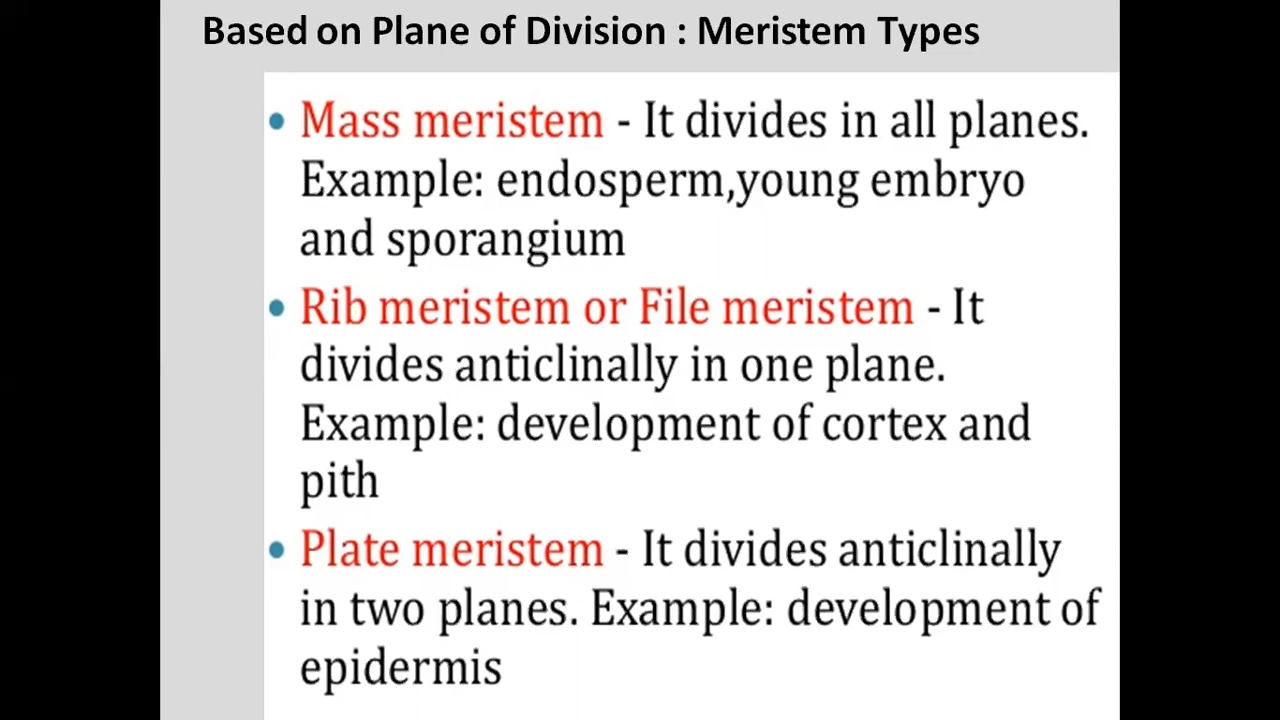 Based on Plane of Division : Meristem Types
• Mass meristem - It divides in all planes.
Example: endosperm,young embryo
and sporangium
• Rib meristem or File meristem - It
divides anticlinally in one plane.
Example: development of cortex and
pith
• Plate meristem - It divides anticlinally
in two planes. Example: development of
epidermis